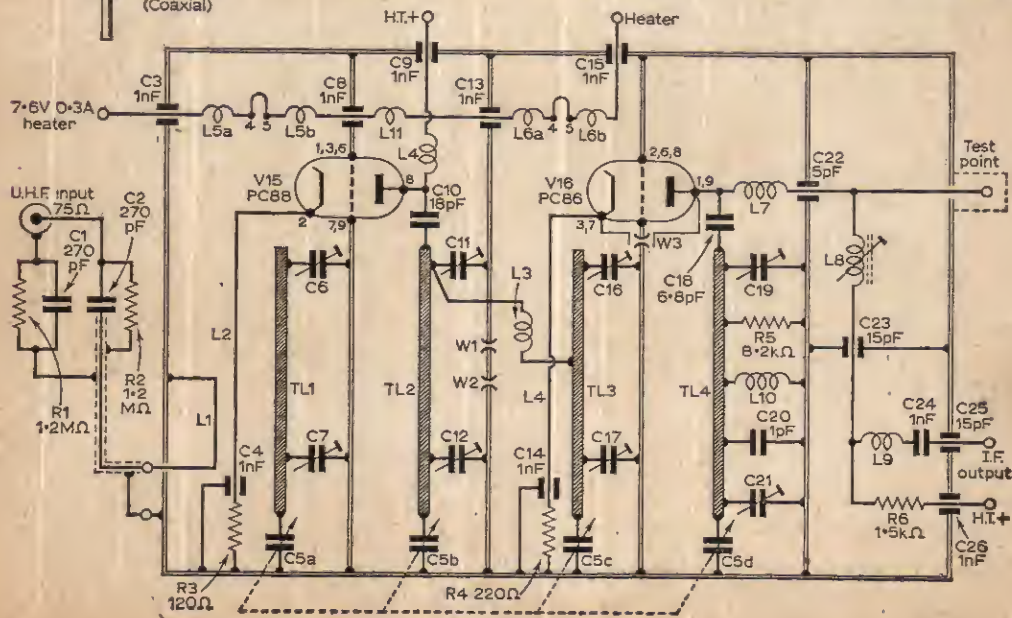 (Coaxial)
H.T.+
Heater
C3
1nF
C8
1nF
C9
1nF
C13
1nF
C15
1nF
7·6V 0·3A
heater
L5a
4
5
L5b
L11
L6a
4
5
L6b
L4
U.H.F. input
75Ω
C2
270
pF
C1
270
pF
R1
1·2MΩ
R2
1·2
MΩ
L1
L2
V15
PC88
1,3,6
8
2
7,9
C10
18pF
V16
PC86
2,6,8
1,9
3,7
W3
L7
C22
5pF
Test
point
L8
C6
C11
L3
C16
C18
6·8pF
C19
R5
8·2kΩ
C23
15pF
TL1
TL2
W1
W2
L4
TL3
TL4
L10
C20
1pF
C24
1nF
C25
15pF
L9
I.F.
output
C4
1nF
C7
C12
C14
1nF
C17
C21
H.T.+
R6
1·5kΩ
C26
1nF
R3
120Ω
C5a
C5b
R4 220Ω
C5c
C5d